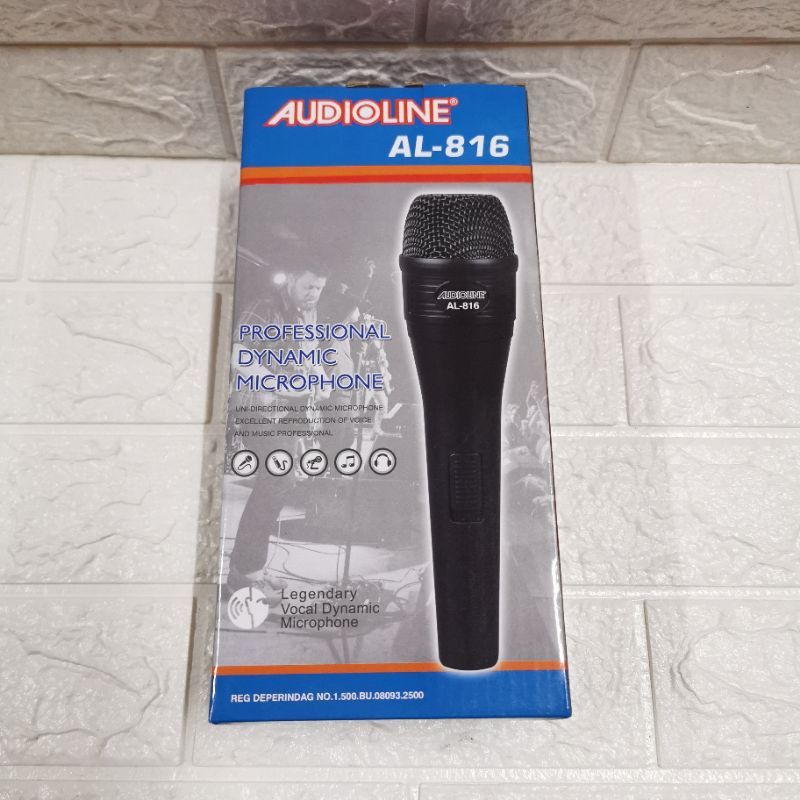 AUDIOLINE®
AL-816
AUDIOLINE
AL-816
PROFESSIONAL
DYNAMIC
MICROPHONE
UNI-DIRECTIONAL DYNAMIC MICROPHONE
EXCELLENT REPRODUCTION OF VOICE
AND MUSIC PROFESSIONAL
Legendary
Vocal Dynamic
Microphone
REG DEPERINDAG NO.1.500.BU.08093.2500